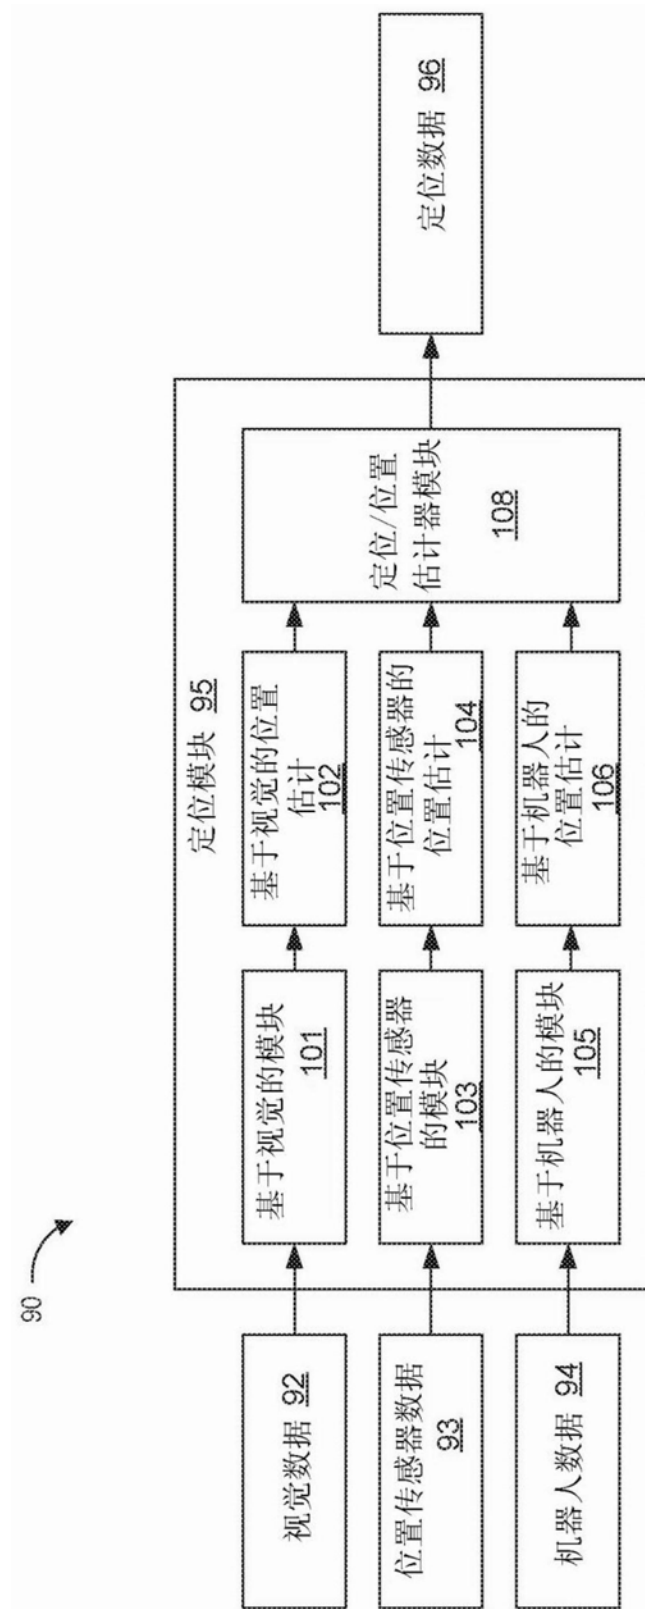 90
视觉数据 92
位置传感器数据
93
机器人数据 94
定位模块 95
基于视觉的模块
101
基于位置传感器
的模块
103
基于机器人的模块
105
基于视觉的位置
估计
102
基于位置传感器的
位置估计
104
基于机器人的
位置估计
106
定位/位置
估计器模块
108
定位数据 96